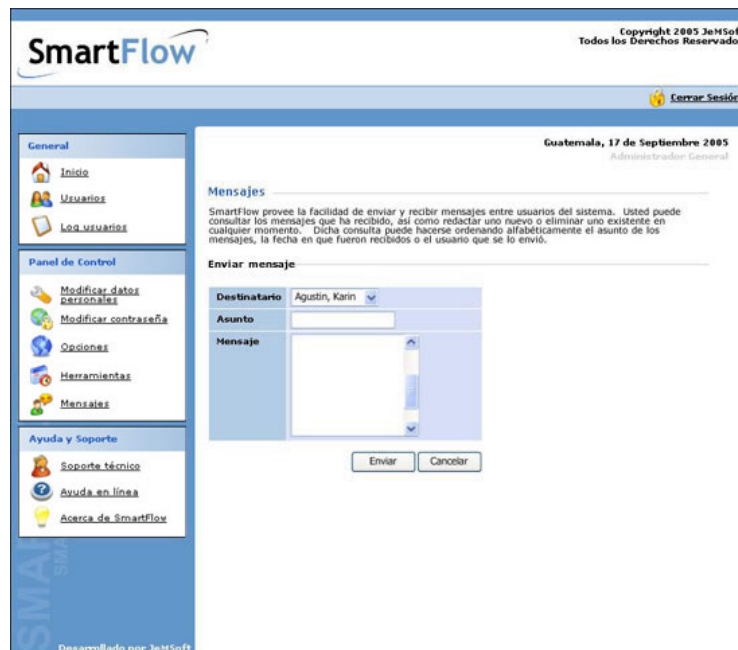 SmartFlow
Copyright 2005 JeMSof
Todos los Derechos Reservado
Cerrar Sesión
General
Inicio
Usuarios
Log usuarios
Panel de Control
Modificar datos
personales
Modificar contraseña
Opciones
Herramientas
Mensajes
Ayuda y Soporte
Soporte técnico
Ayuda en línea
Acerca de SmartFlow
Guatemala, 17 de Septiembre 2005
Administrador General
Mensajes
SmartFlow provee la facilidad de enviar y recibir mensajes entre usuarios del sistema. Usted puede
consultar los mensajes que ha recibido, así como redactar uno nuevo o eliminar uno existente en
cualquier momento. Dicha consulta puede hacerse ordenando alfabéticamente el asunto de los
mensajes, la fecha en que fueron recibidos o el usuario que se lo envió.
Enviar mensaje
Destinatario Agustin, Karin
Asunto
Mensaje
Enviar Cancelar
SMAR
SMA
Desarrollado por JeMSoft